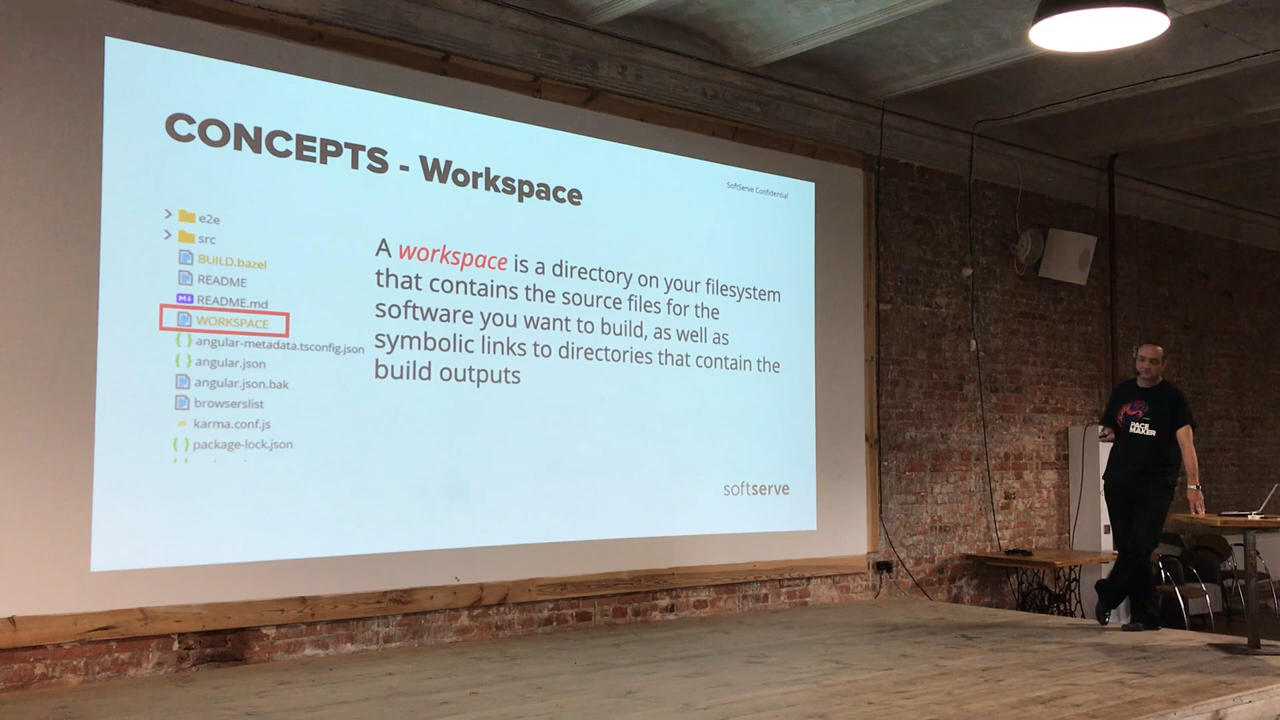 CONCEPTS - Workspace
SoftServe Confidential
e2e
src
BUILD.bazel
README
README.md
WORKSPACE
angular-metadata.tsconfig.json
angular.json
angular.json.bak
browserslist
karma.conf.js
package-lock.json
A workspace is a directory on your filesystem
that contains the source files for the
software you want to build, as well as
symbolic links to directories that contain the
build outputs
softserve
PACE
MAKER